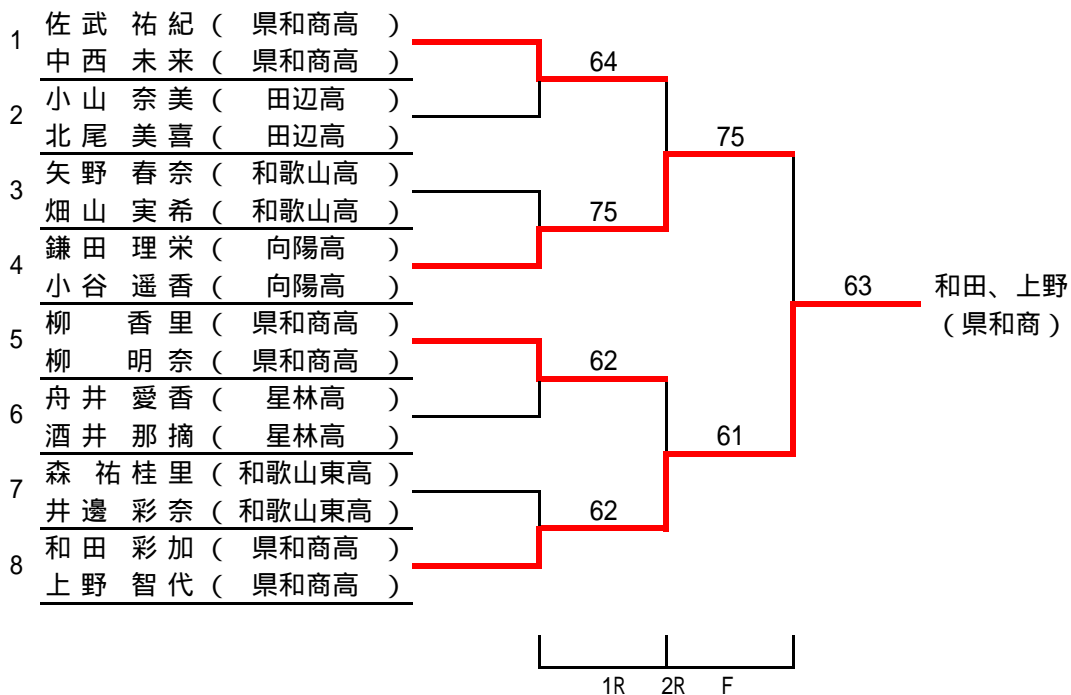 1
佐武 祐紀 ( 県和商高 )
中西 未来 ( 県和商高 )
2
小山 奈美 ( 田辺高 )
北尾 美喜 ( 田辺高 )
3
矢野 春奈 ( 和歌山高 )
畑山 実希 ( 和歌山高 )
4
鎌田 理栄 ( 向陽高 )
小谷 遥香 ( 向陽高 )
5
柳 香里 ( 県和商高 )
柳 明奈 ( 県和商高 )
6
舟井 愛香 ( 星林高 )
酒井 那摘 ( 星林高 )
7
森 祐桂里 ( 和歌山東高 )
井邊 彩奈 ( 和歌山東高 )
8
和田 彩加 ( 県和商高 )
上野 智代 ( 県和商高 )
64
75
62
62
75
61
63
和田、上野
(県和商)
1R 2R F